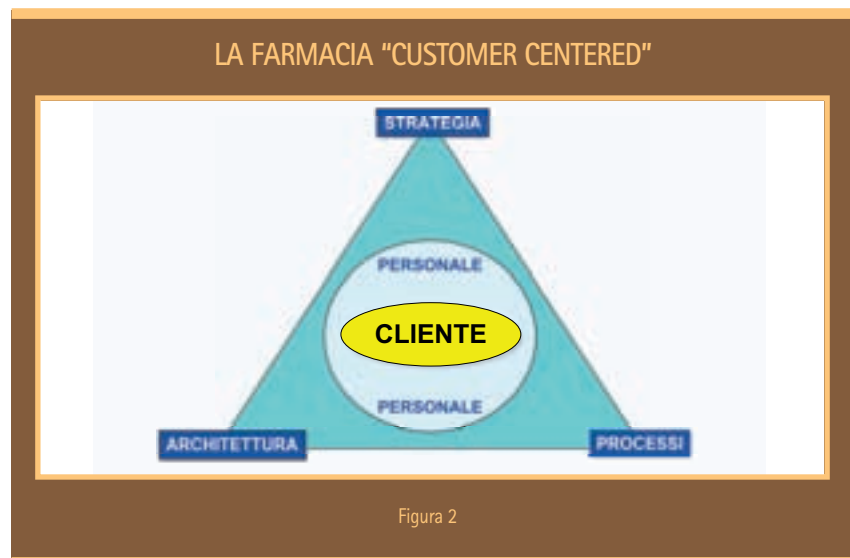 LA FARMACIA “CUSTOMER CENTERED”
STRATEGIA
PERSONALE
CLIENTE
PERSONALE
ARCHITETTURA
PROCESSI
Figura 2